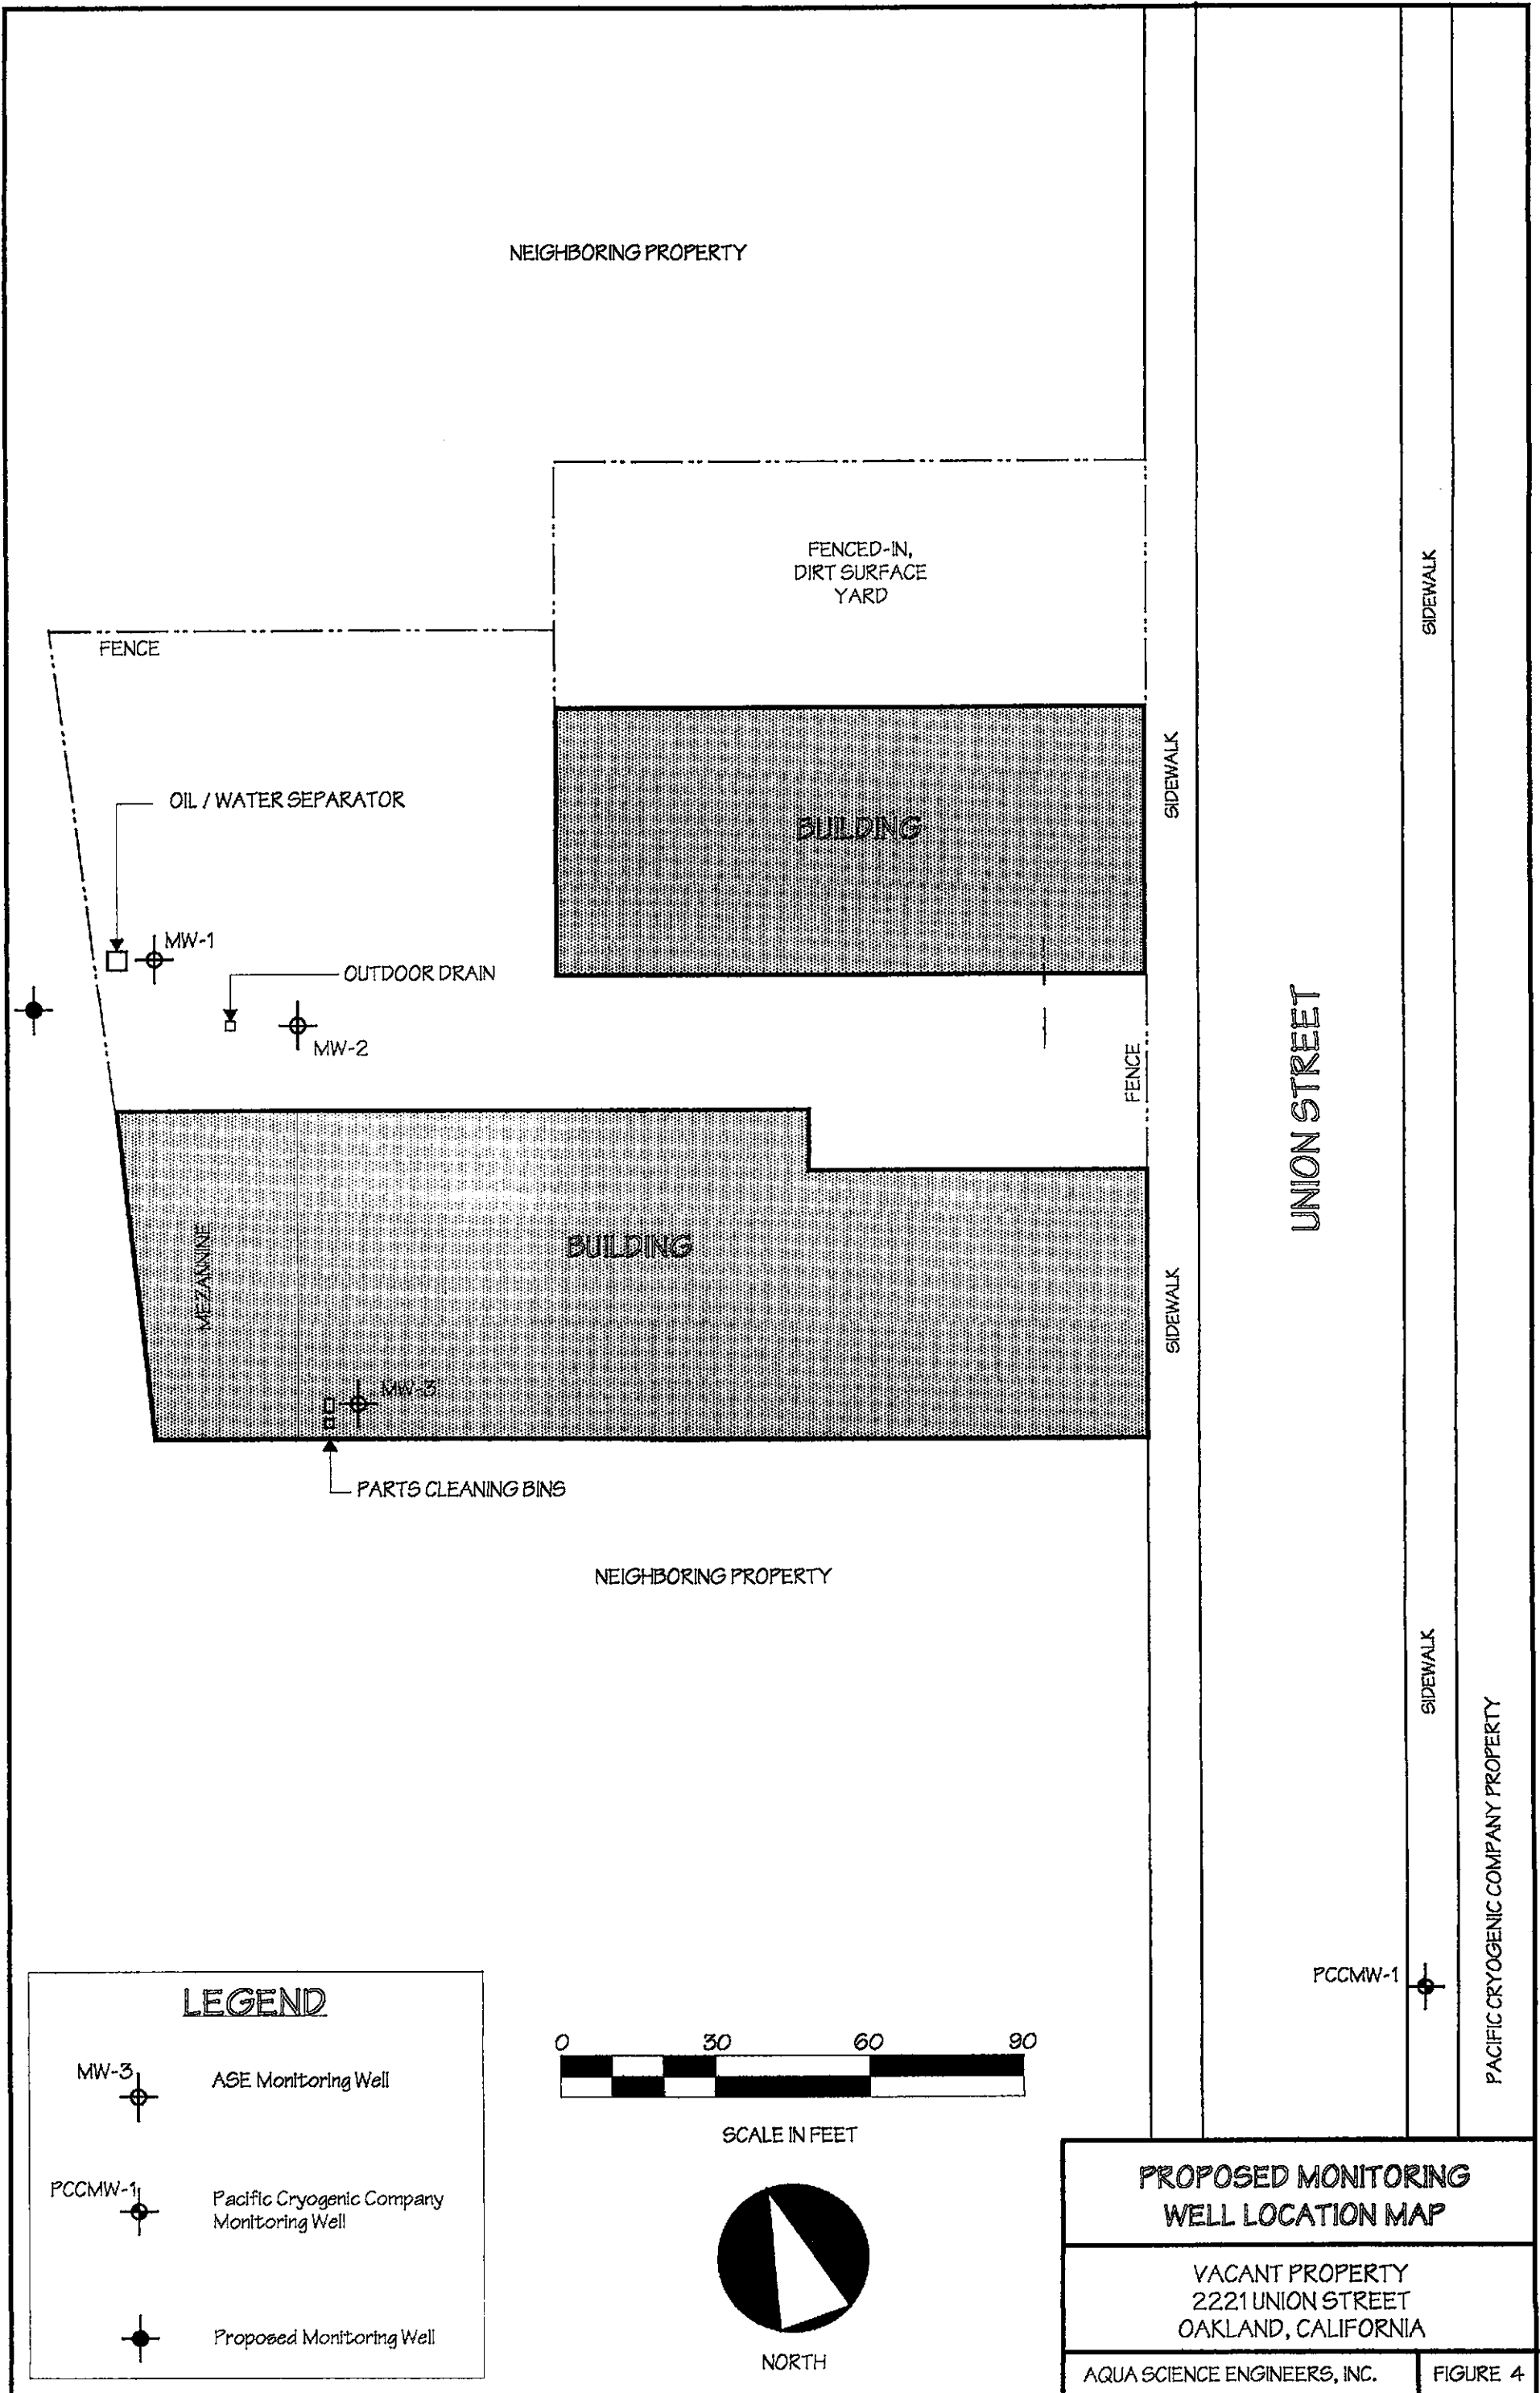 NEIGHBORING PROPERTY
FENCED-IN,
DIRT SURFACE
YARD
SIDEWALK
FENCE
SIDEWALK
OIL / WATER SEPARATOR
BUILDING
MW-1
OUTDOOR DRAIN
MW-2
FENCE
UNION STREET
MEZANNINE
BUILDING
SIDEWALK
MW-3
PARTS CLEANING BINS
NEIGHBORING PROPERTY
SIDEWALK
PACIFIC CRYOGENIC COMPANY PROPERTY
PCCMW-1
LEGEND
MW-3
ASE Monitoring Well
PCCMW-1
Pacific Cryogenic Company
Monitoring Well
Proposed Monitoring Well
0 30 60 90
SCALE IN FEET
NORTH
PROPOSED MONITORING
WELL LOCATION MAP
VACANT PROPERTY
2221 UNION STREET
OAKLAND, CALIFORNIA
AQUA SCIENCE ENGINEERS, INC.
FIGURE 4